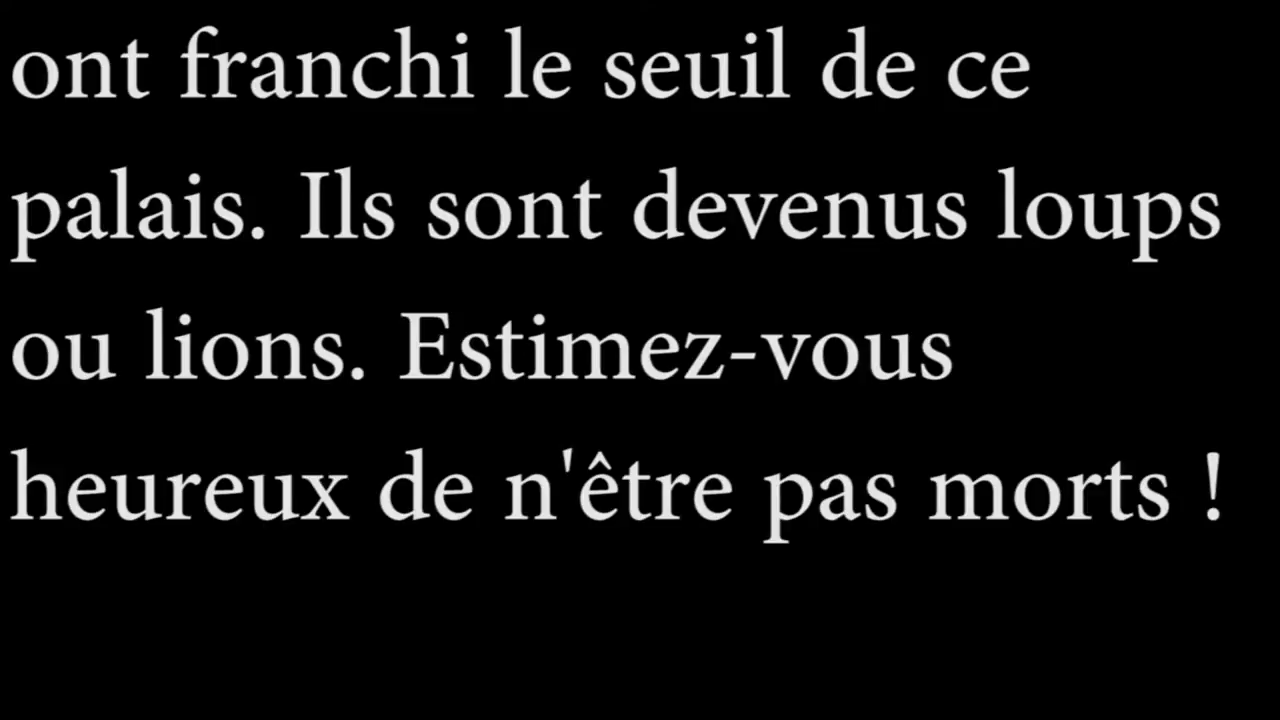 ont franchi le seuil de ce
palais. Ils sont devenus loups
ou lions. Estimez-vous
heureux de n'être pas morts !